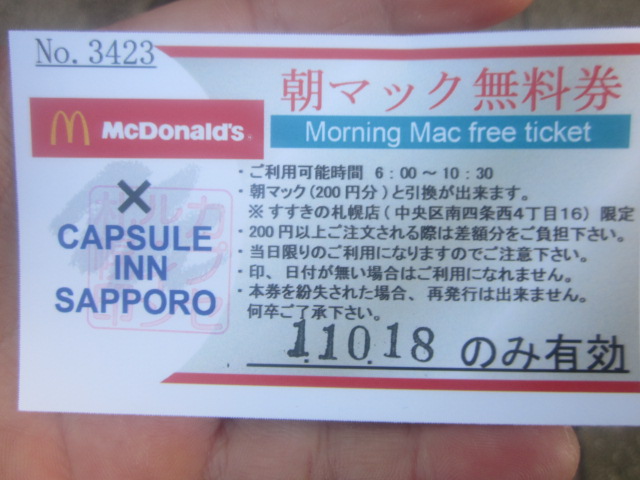 No. 3423
朝マック無料券
McDonald's
Morning Mac free ticket
×
CAPSULE
INN
SAPPORO
・ご利用可能時間 6:00～10:30
・朝マック(200円分)と引換が出来ます。
※すすきの札幌店(中央区南四条西4丁目16)限定
・200円以上ご注文される際は差額分をご負担下さい。
・当日限りのご利用になりますのでご注意下さい。
・印、日付が無い場合はご利用になれません。
・本券を紛失された場合、再発行は出来ません。
何卒ご了承下さい。
1.10.18 のみ有効